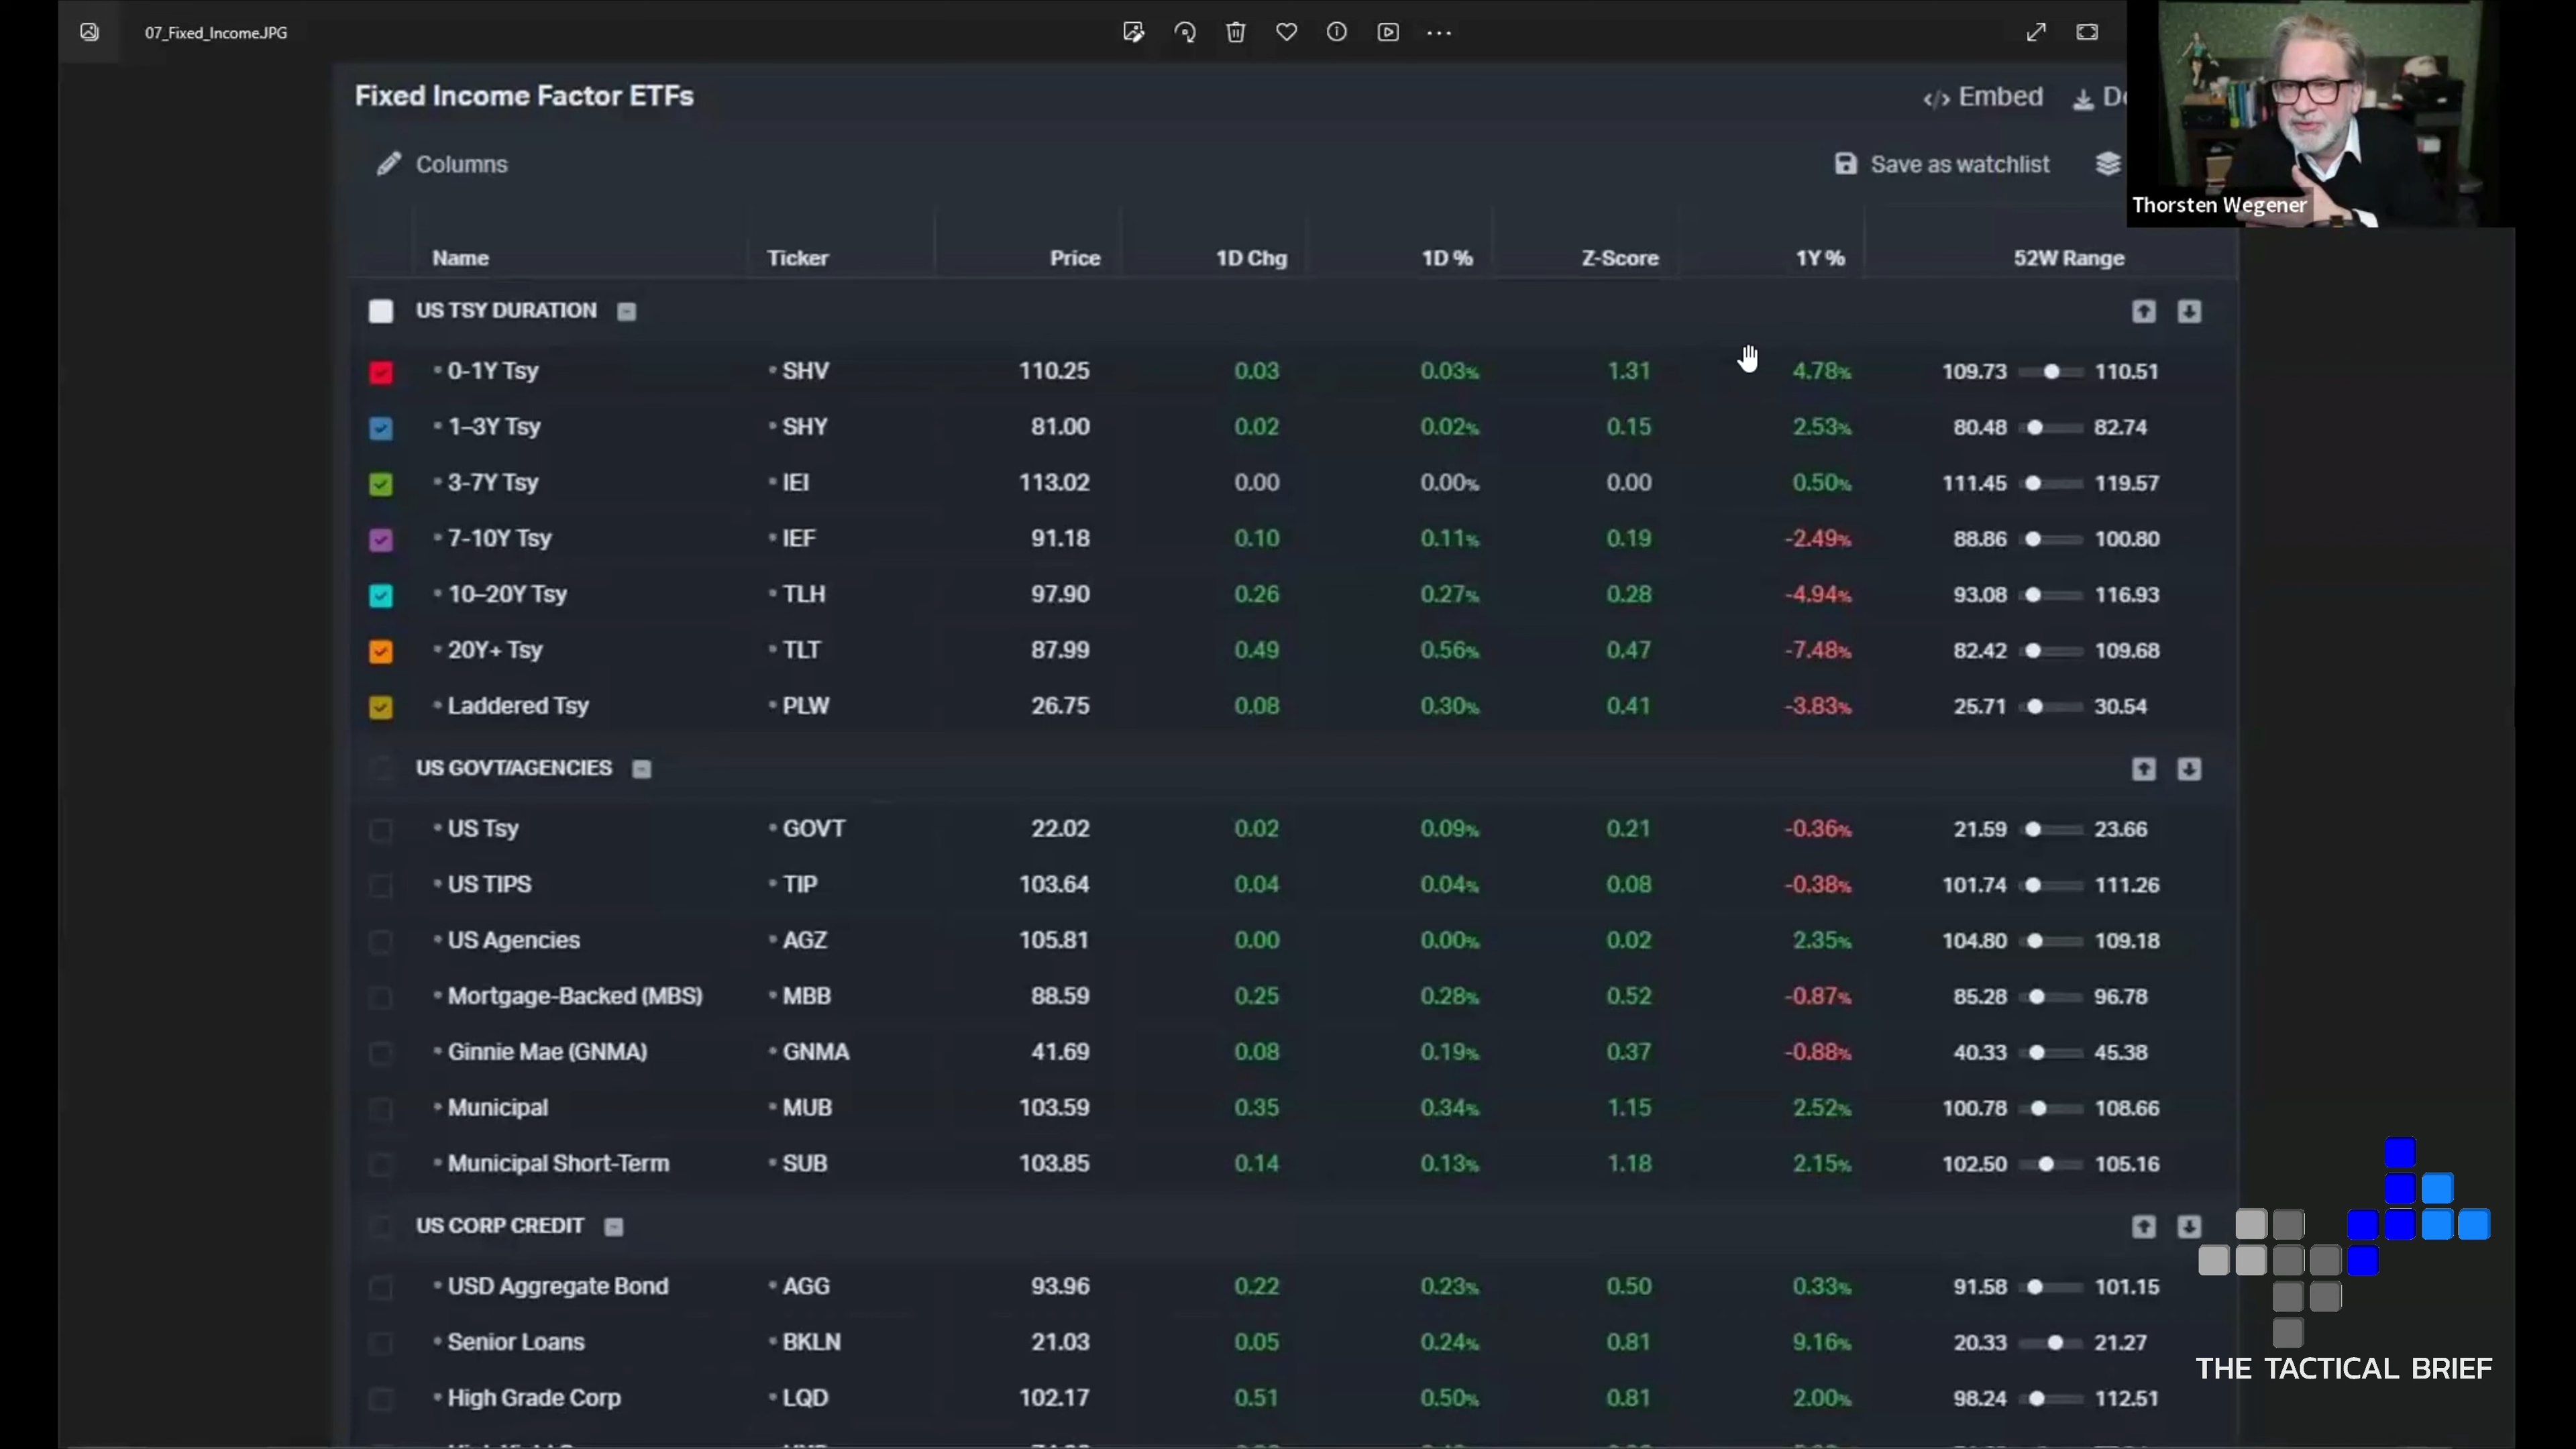 07_Fixed_Income.JPG
Fixed Income Factor ETFs
Embed
Columns
Save as watchlist
Thorsten Wegener
Name Ticker Price 1D Chg 1D % Z-Score 1Y % 52W Range
US TSY DURATION
0-1Y Tsy SHV 110.25 0.03 0.03% 1.31 4.78% 109.73 110.51
1–3Y Tsy SHY 81.00 0.02 0.02% 0.15 2.53% 80.48 82.74
3-7Y Tsy IEI 113.02 0.00 0.00% 0.00 0.50% 111.45 119.57
7-10Y Tsy IEF 91.18 0.10 0.11% 0.19 -2.49% 88.86 100.80
10–20Y Tsy TLH 97.90 0.26 0.27% 0.28 -4.94% 93.08 116.93
20Y+ Tsy TLT 87.99 0.49 0.56% 0.47 -7.48% 82.42 109.68
Laddered Tsy PLW 26.75 0.08 0.30% 0.41 -3.83% 25.71 30.54
US GOVT/AGENCIES
US Tsy GOVT 22.02 0.02 0.09% 0.21 -0.36% 21.59 23.66
US TIPS TIP 103.64 0.04 0.04% 0.08 -0.38% 101.74 111.26
US Agencies AGZ 105.81 0.00 0.00% 0.02 2.35% 104.80 109.18
Mortgage-Backed (MBS) MBB 88.59 0.25 0.28% 0.52 -0.87% 85.28 96.78
Ginnie Mae (GNMA) GNMA 41.69 0.08 0.19% 0.37 -0.88% 40.33 45.38
Municipal MUB 103.59 0.35 0.34% 1.15 2.52% 100.78 108.66
Municipal Short-Term SUB 103.85 0.14 0.13% 1.18 2.15% 102.50 105.16
US CORP CREDIT
USD Aggregate Bond AGG 93.96 0.22 0.23% 0.50 0.33% 91.58 101.15
Senior Loans BKLN 21.03 0.05 0.24% 0.81 9.16% 20.33 21.27
High Grade Corp LQD 102.17 0.51 0.50% 0.81 2.00% 98.24 112.51
THE TACTICAL BRIEF